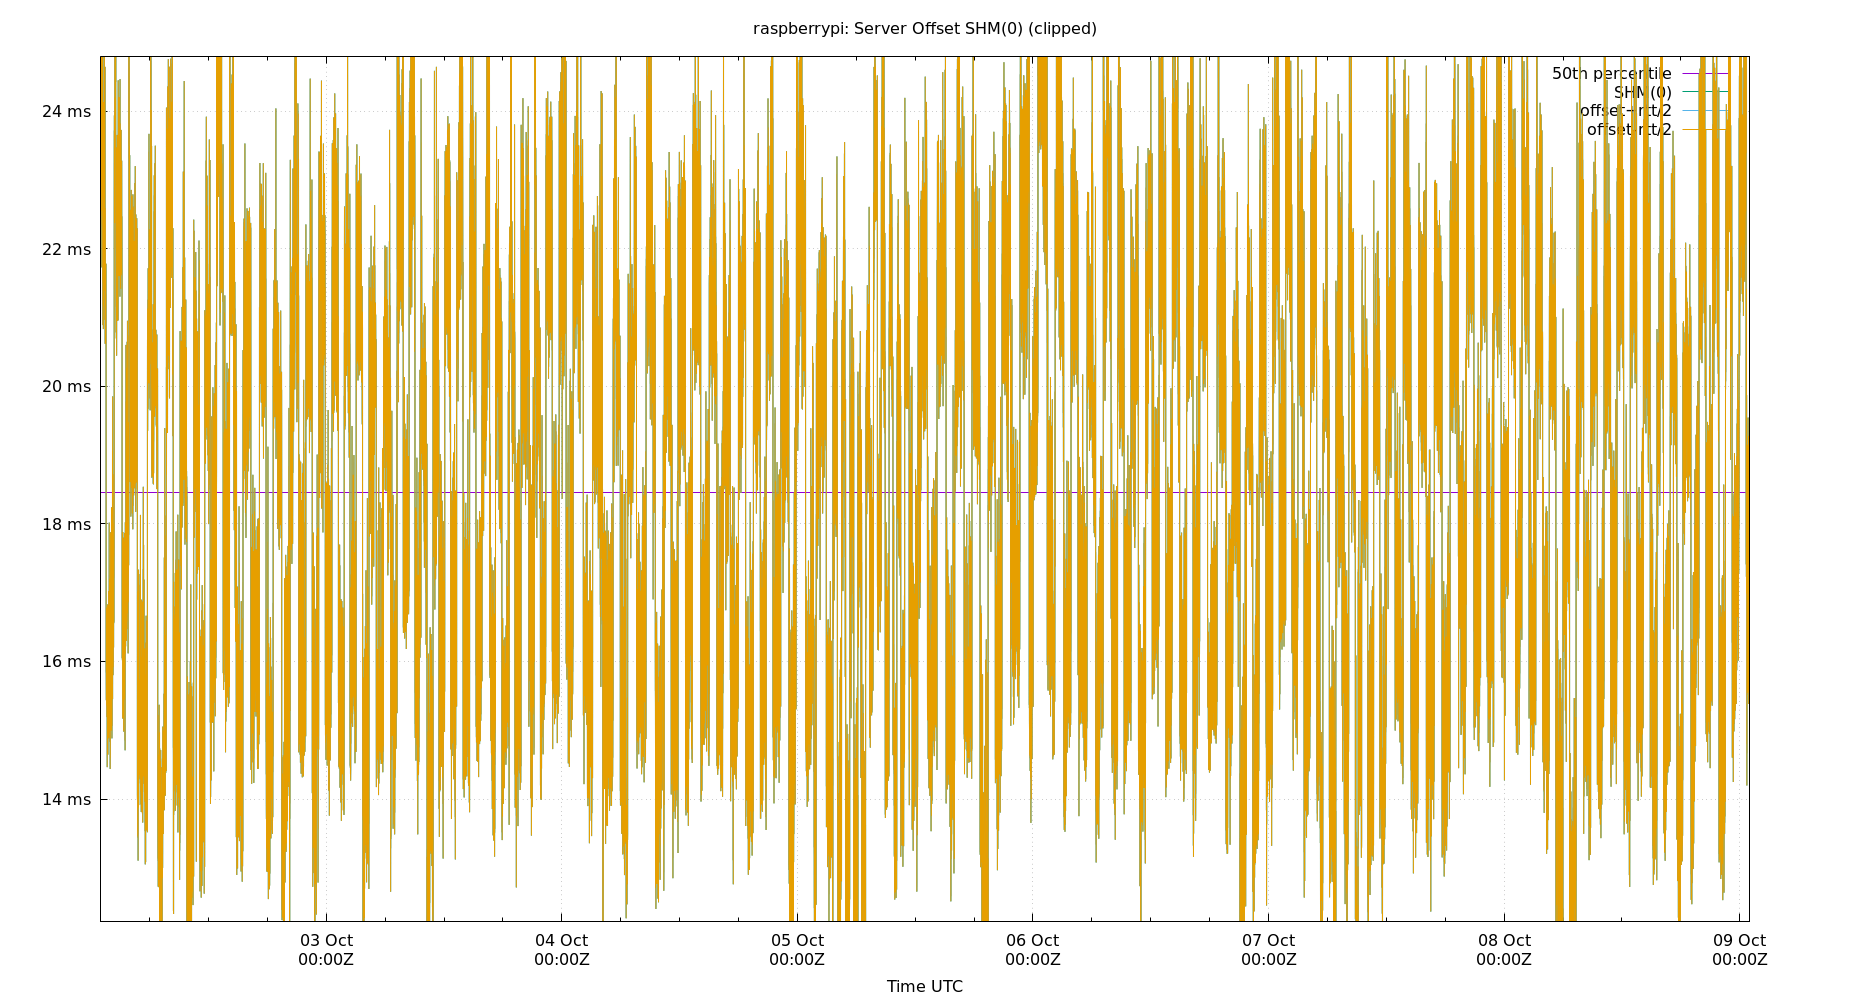 raspberrypi: Server Offset SHM(0) (clipped)
50th percentile
SHM(0)
offset+rtt/2
offset-rtt/2
24 ms
22 ms
20 ms
18 ms
16 ms
14 ms
03 Oct
00:00Z
04 Oct
00:00Z
05 Oct
00:00Z
06 Oct
00:00Z
07 Oct
00:00Z
08 Oct
00:00Z
09 Oct
00:00Z
Time UTC